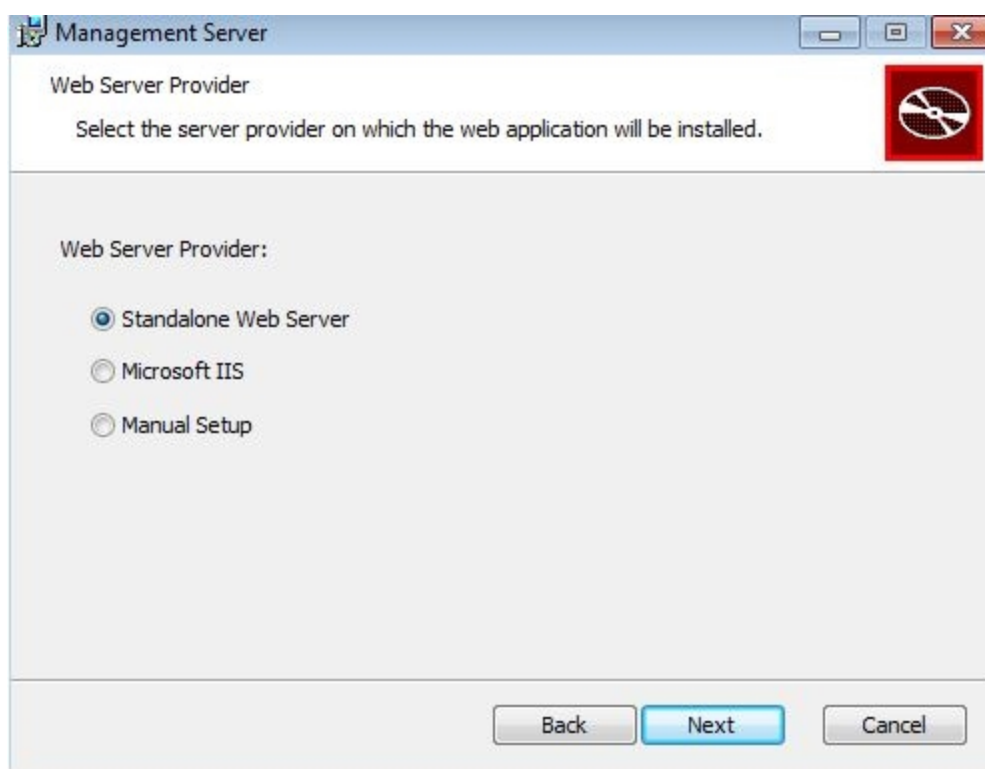 Management Server
Web Server Provider
Select the server provider on which the web application will be installed.
Web Server Provider:
Standalone Web Server
Microsoft IIS
Manual Setup
Back Next Cancel